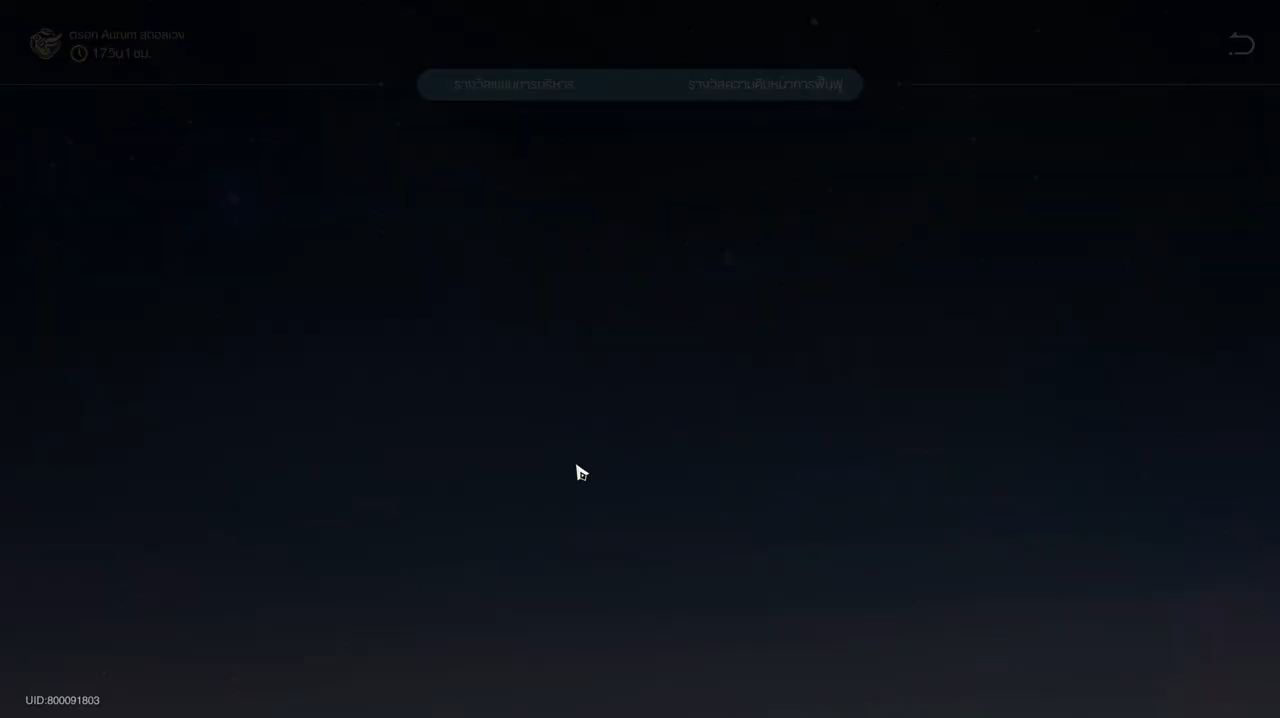 ตรอก Aurum สุดอลเวง
17วัน1ชม.
รางวัลแผนการบริหาร
รางวัลความคืบหน้าการฟื้นฟู
UID:800091803